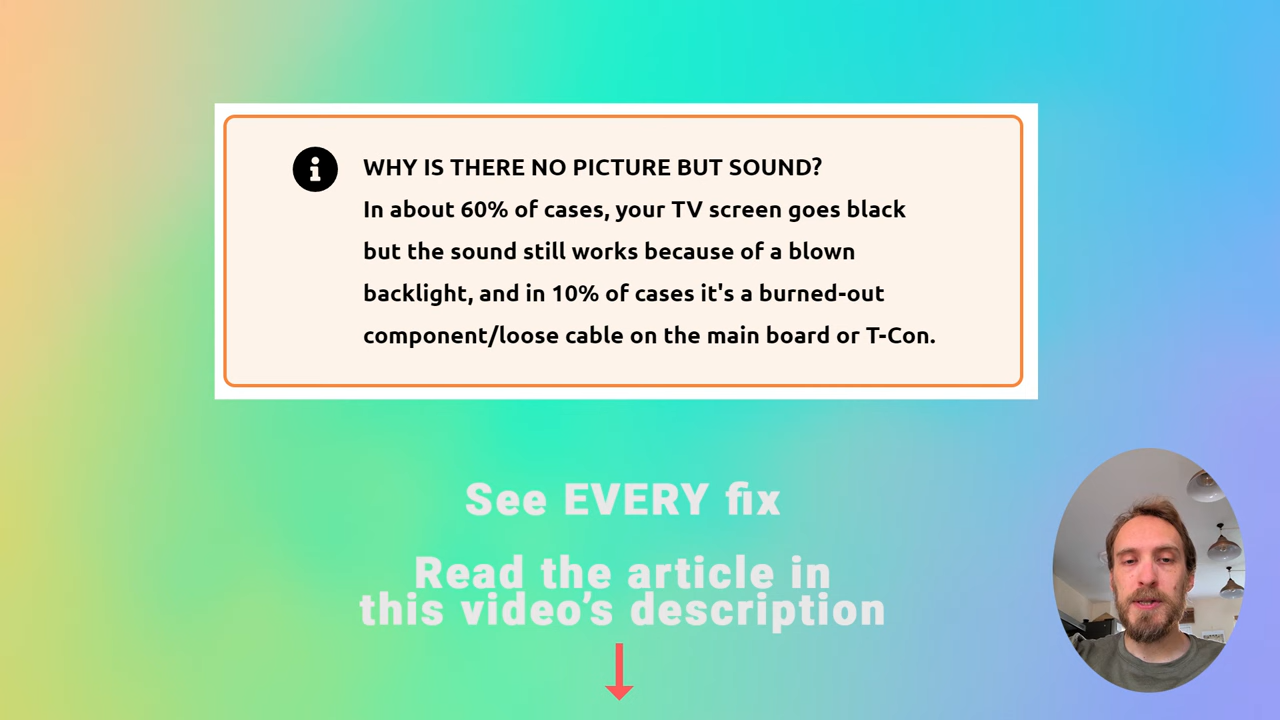 WHY IS THERE NO PICTURE BUT SOUND?
In about 60% of cases, your TV screen goes black
but the sound still works because of a blown
backlight, and in 10% of cases it's a burned-out
component/loose cable on the main board or T-Con.
See EVERY fix
Read the article in
this video’s description